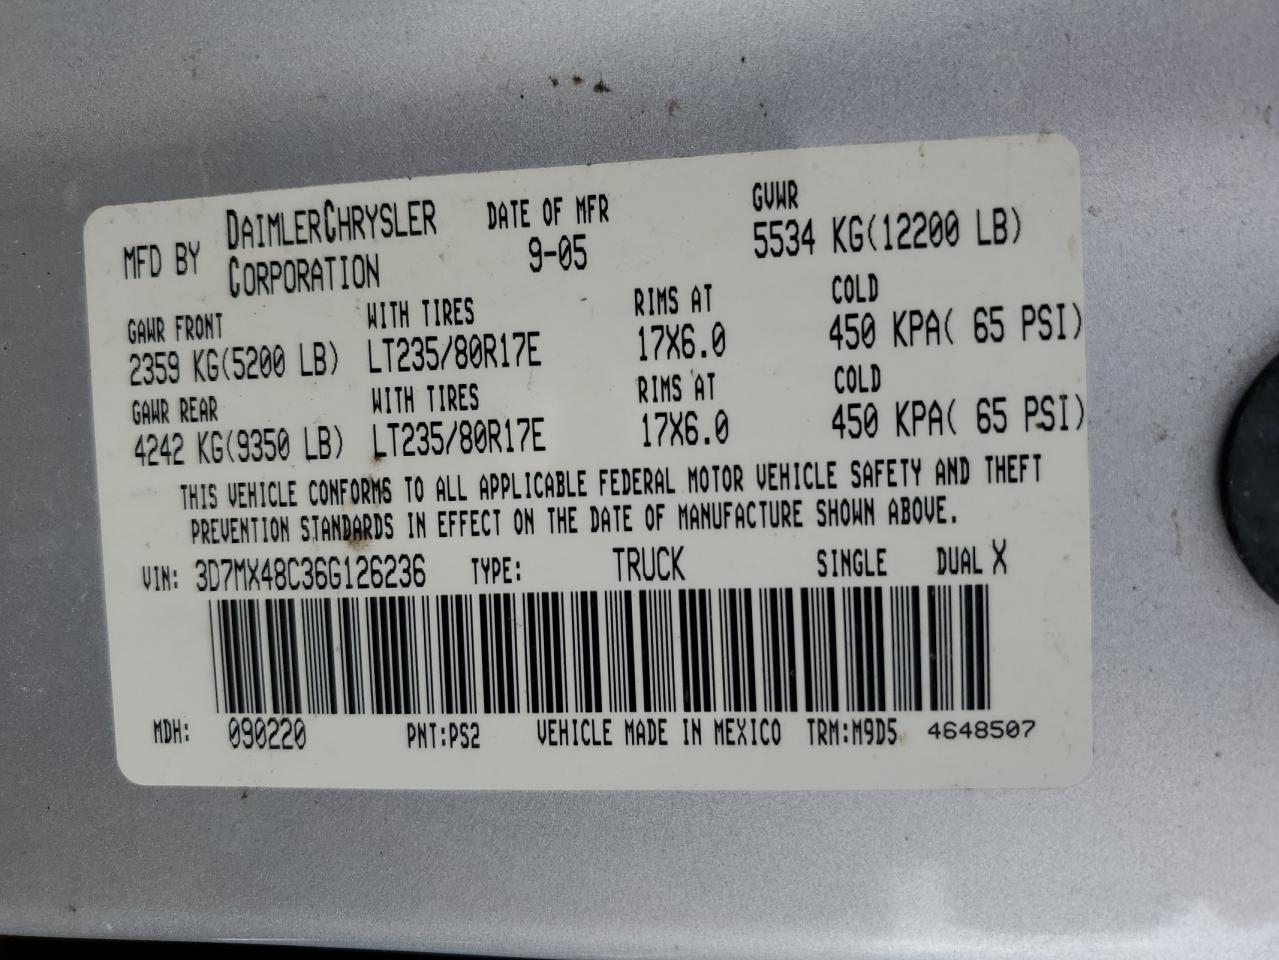 MFD BY DAIMLERCHRYSLER CORPORATION DATE OF MFR 9-05 GVWR 5534 KG(12200 LB)
GAWR FRONT WITH TIRES RIMS AT COLD
2359 KG(5200 LB) LT235/80R17E 17X6.0 450 KPA( 65 PSI)
GAWR REAR WITH TIRES RIMS AT COLD
4242 KG(9350 LB) LT235/80R17E 17X6.0 450 KPA( 65 PSI)
THIS VEHICLE CONFORMS TO ALL APPLICABLE FEDERAL MOTOR VEHICLE SAFETY AND THEFT
PREVENTION STANDARDS IN EFFECT ON THE DATE OF MANUFACTURE SHOWN ABOVE.
VIN: 3D7MX48C36G126236 TYPE: TRUCK SINGLE DUAL X
MDH: 090220 PNT:PS2 VEHICLE MADE IN MEXICO TRM:M9D5 4648507